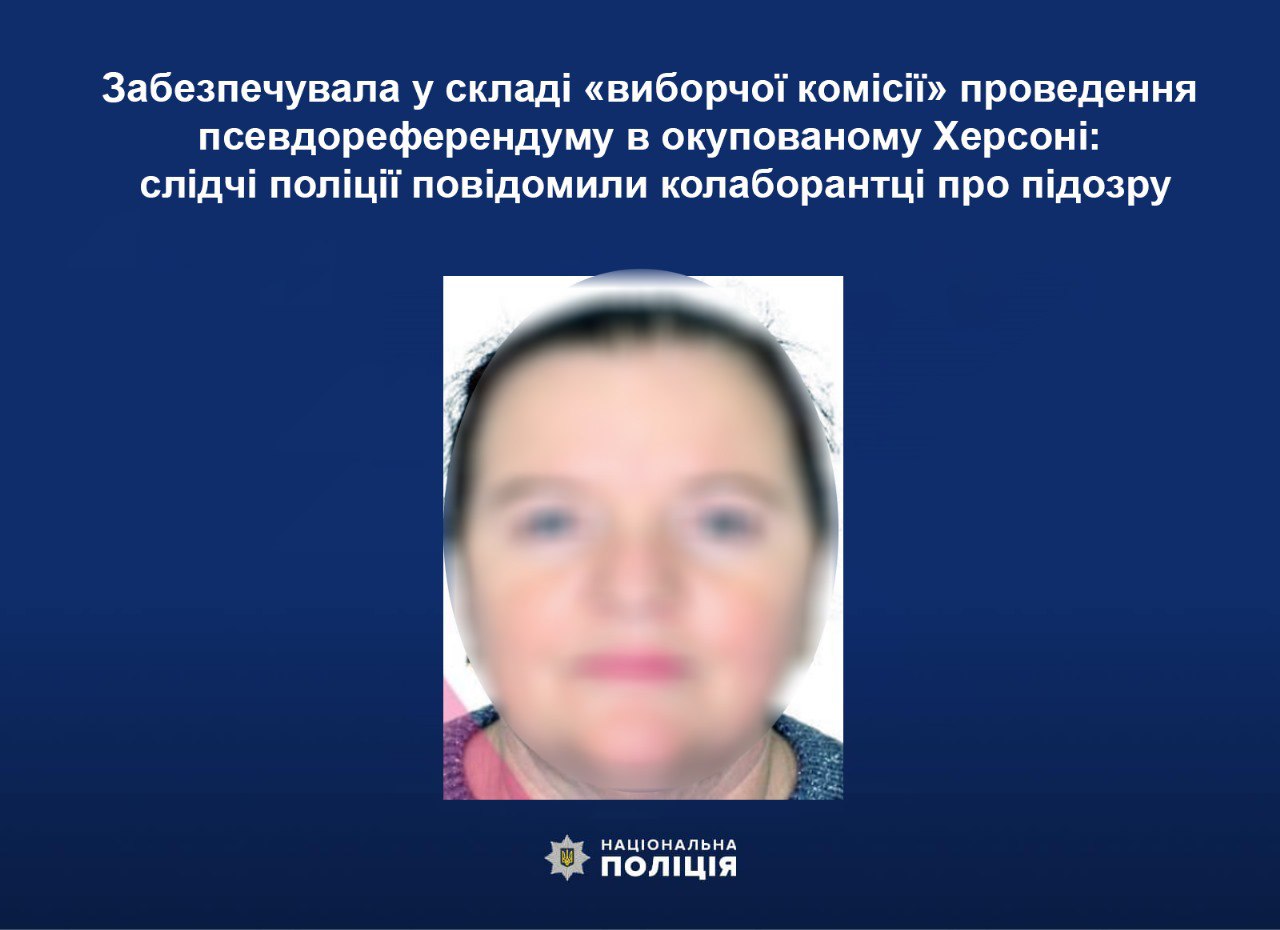 Забезпечувала у складі «виборчої комісії» проведення
псевдореферендуму в окупованому Херсоні:
слідчі поліції повідомили колаборантці про підозру
НАЦІОНАЛЬНА
ПОЛІЦІЯ